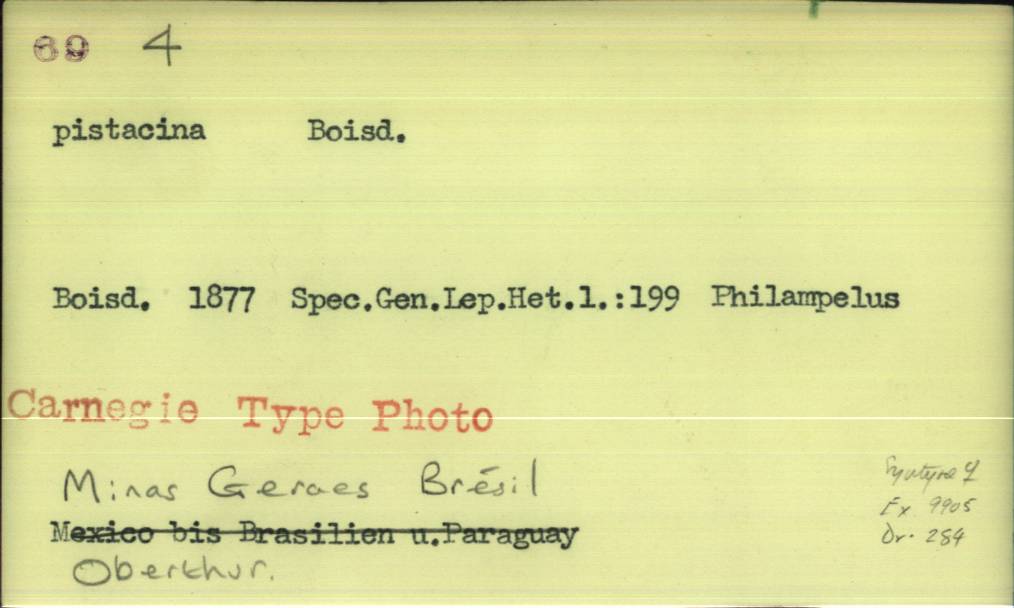 69 4
pistacina Boisd.
Boisd. 1877 Spec.Gen.Lep.Het.1.:199 Philampelus
Carnegie Type Photo
Minas Geraes Brésil
Mexico bis Brasilien u.Paraguay
Oberthur.
Ex. 9905
Dr. 284